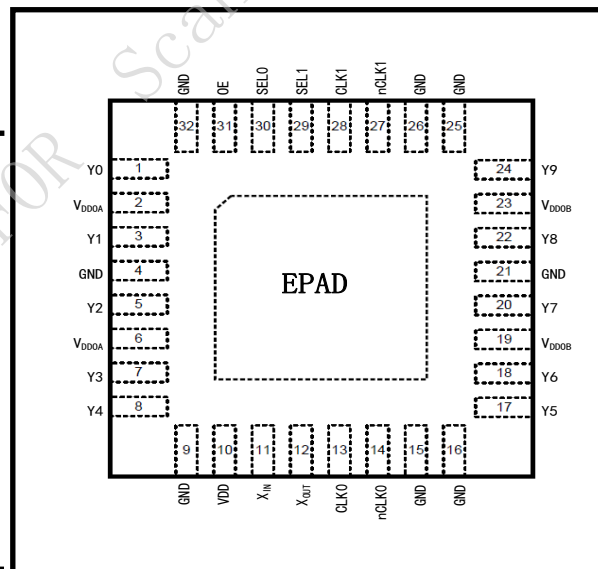 FOR Scan
GND OE SEL0 SEL1 CLK1 nCLK1 GND GND
32 31 30 29 28 27 26 25
Y0 1 24 Y9
VDDOA 2 23 VDDOB
Y1 3 22 Y8
GND 4 21 GND
EPAD
Y2 5 20 Y7
VDDOA 6 19 VDDOB
Y3 7 18 Y6
Y4 8 17 Y5
9 10 11 12 13 14 15 16
GND VDD XIN XOUT CLK0 nCLK0 GND GND